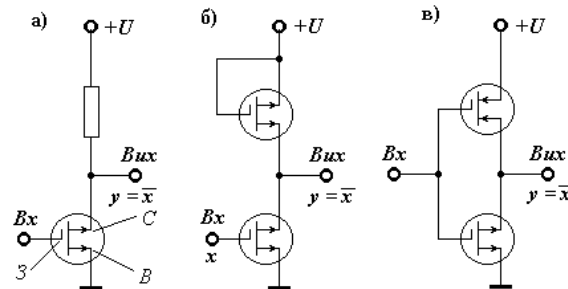 а)
+U
Вих
y = x̅
Вх
С
З
В
б)
+U
Вих
y = x̅
Вх
x
в)
+U
Вх
Вих
y = x̅